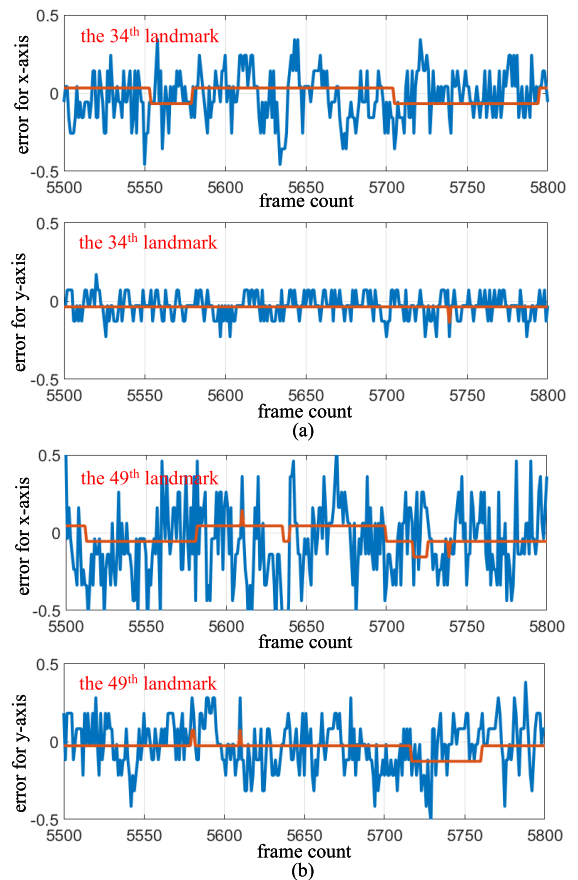 the 34th landmark
error for x-axis
0.5
0
-0.5
5500 5550 5600 5650 5700 5750 5800
frame count
the 34th landmark
error for y-axis
0.5
0
-0.5
5500 5550 5600 5650 5700 5750 5800
frame count
(a)
the 49th landmark
error for x-axis
0.5
0
-0.5
5500 5550 5600 5650 5700 5750 5800
frame count
the 49th landmark
error for y-axis
0.5
0
-0.5
5500 5550 5600 5650 5700 5750 5800
frame count
(b)